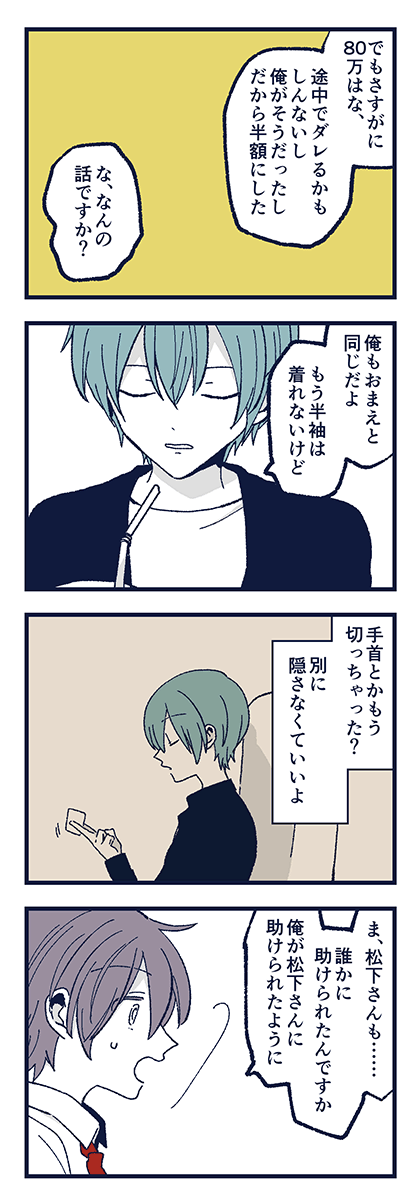 でもさすがに
80万はな、
途中でダレるかも
しんないし
俺がそうだったし
だから半額にした
な、なんの
話ですか？
俺もおまえと
同じだよ
もう半袖は
着れないけど
手首とかもう
切っちゃった？
別に
隠さなくていいよ
ま、松下さんも……
誰かに
助けられたんですか
俺が松下さんに
助けられたように